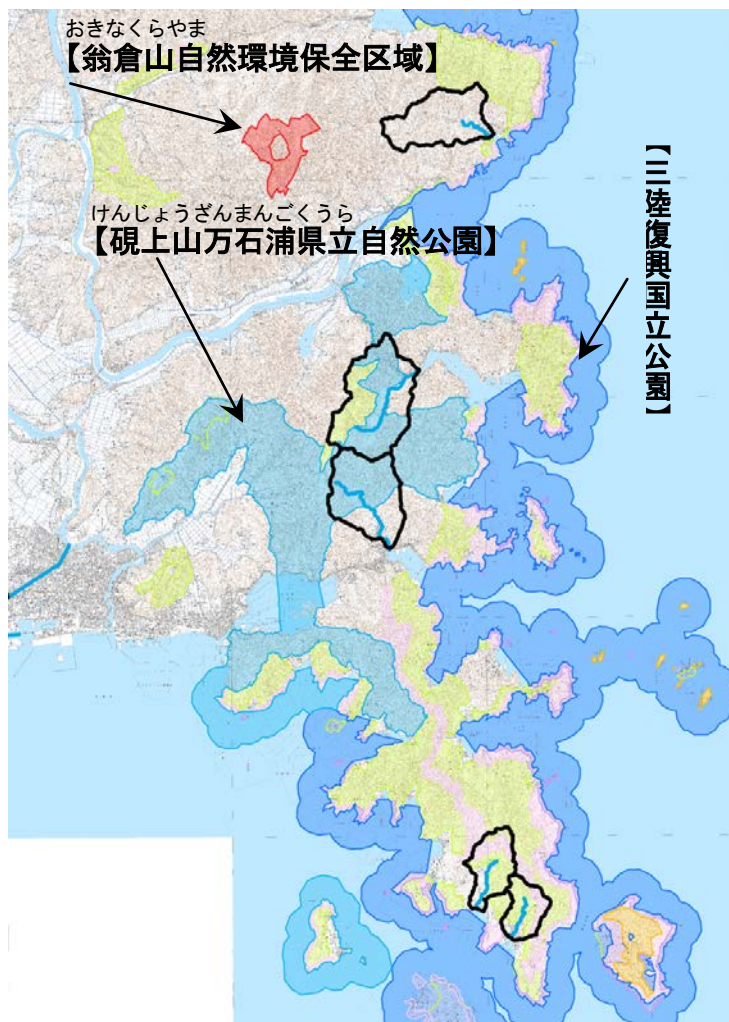 おきなくらやま
【翁倉山自然環境保全区域】
けんじょうざんまんごくうら
【硯上山万石浦県立自然公園】
【三陸復興国立公園】